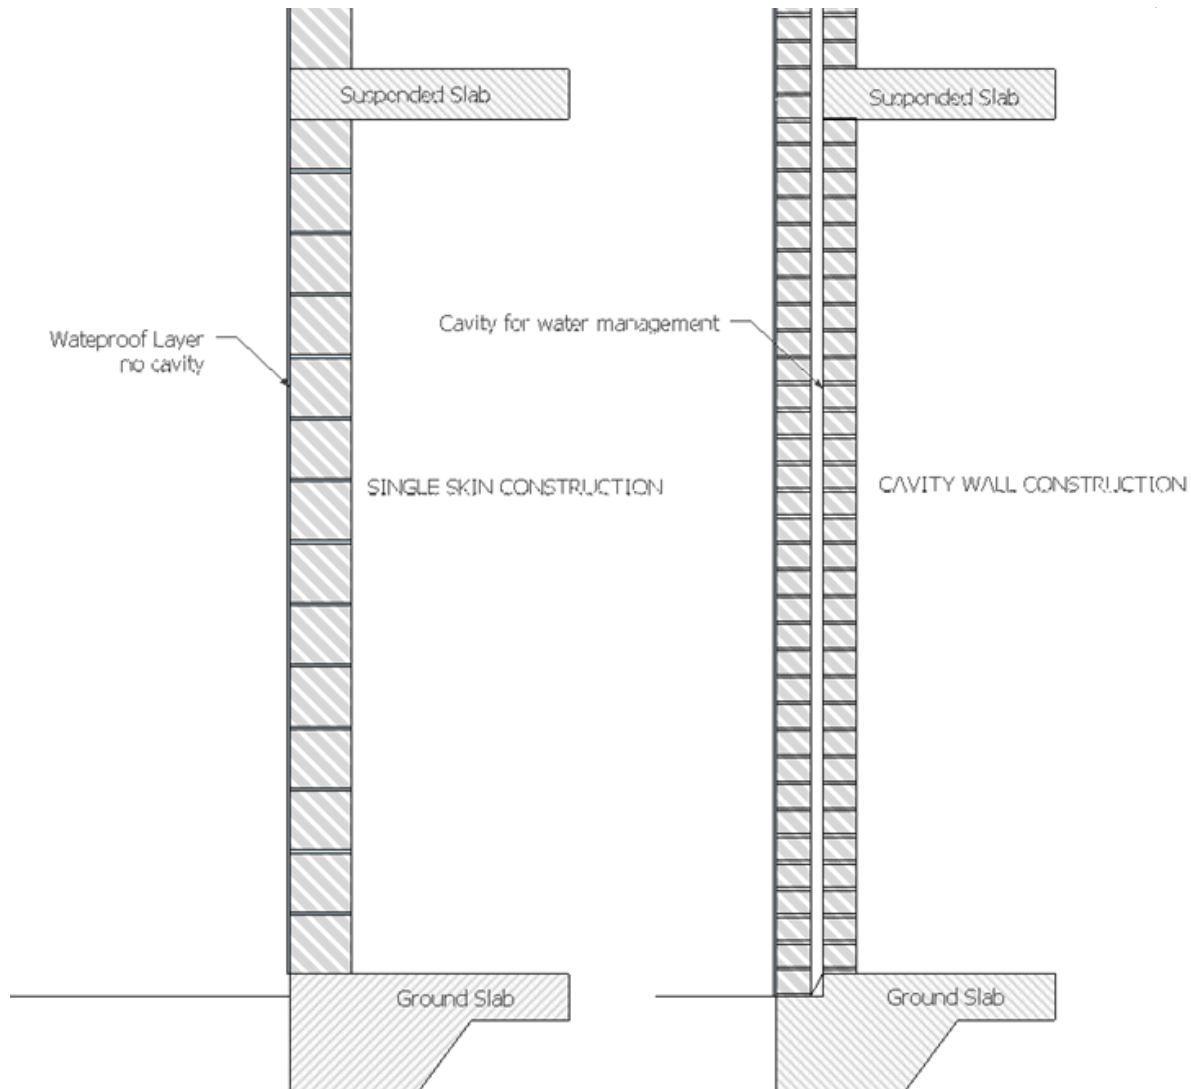 Suspended Slab
Suspended Slab
Wateproof Layer
no cavity
Cavity for water management
SINGLE SKIN CONSTRUCTION
CAVITY WALL CONSTRUCTION
Ground Slab
Ground Slab